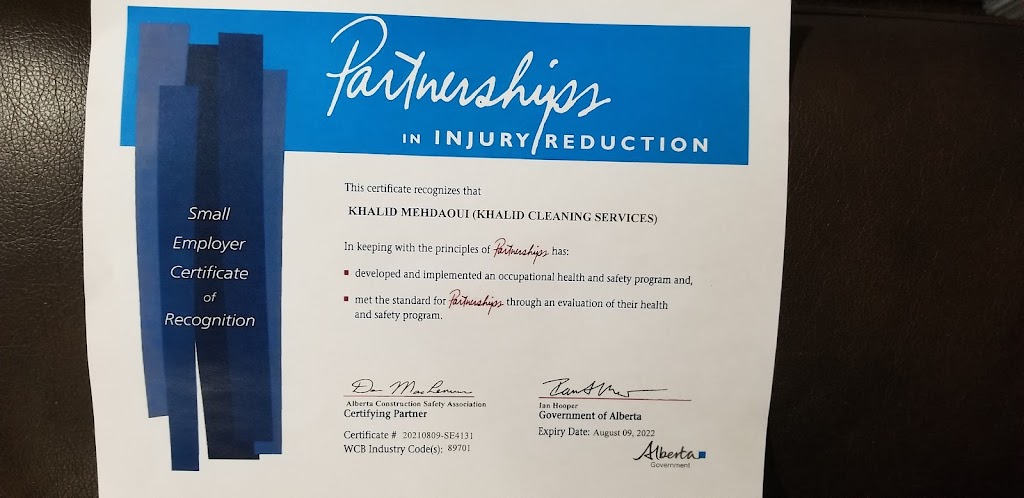 Partnerships
IN INJURY REDUCTION
Small
Employer
Certificate
of
Recognition
This certificate recognizes that
KHALID MEHDAOUI (KHALID CLEANING SERVICES)
In keeping with the principles of Partnerships has:
developed and implemented an occupational health and safety program and,
met the standard for Partnerships through an evaluation of their health
and safety program.
Alberta Construction Safety Association
Certifying Partner
Certificate # 20210809-SE4131
WCB Industry Code(s): 89701
Ian Hooper
Government of Alberta
Expiry Date: August 09, 2022
Alberta
Government